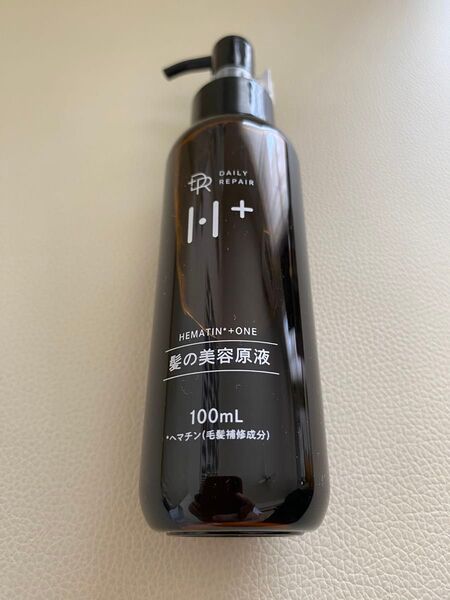 DR
DAILY
REPAIR
H+
HEMATIN*+ONE
髪の美容原液
100mL
*ヘマチン(毛髪補修成分)